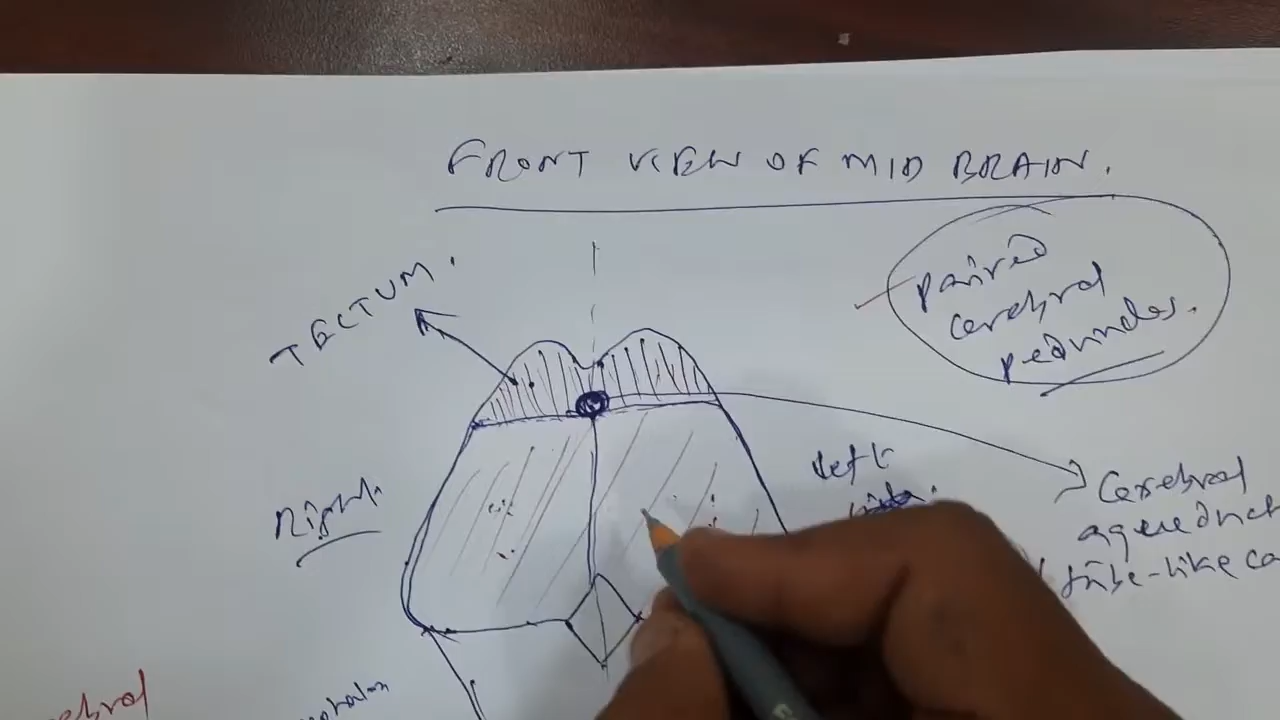 FRONT VIEW OF MID BRAIN.
TECTUM.
paired
cerebral
peduncles.
Right.
left
Cerebral
aqueduct
tube-like ca